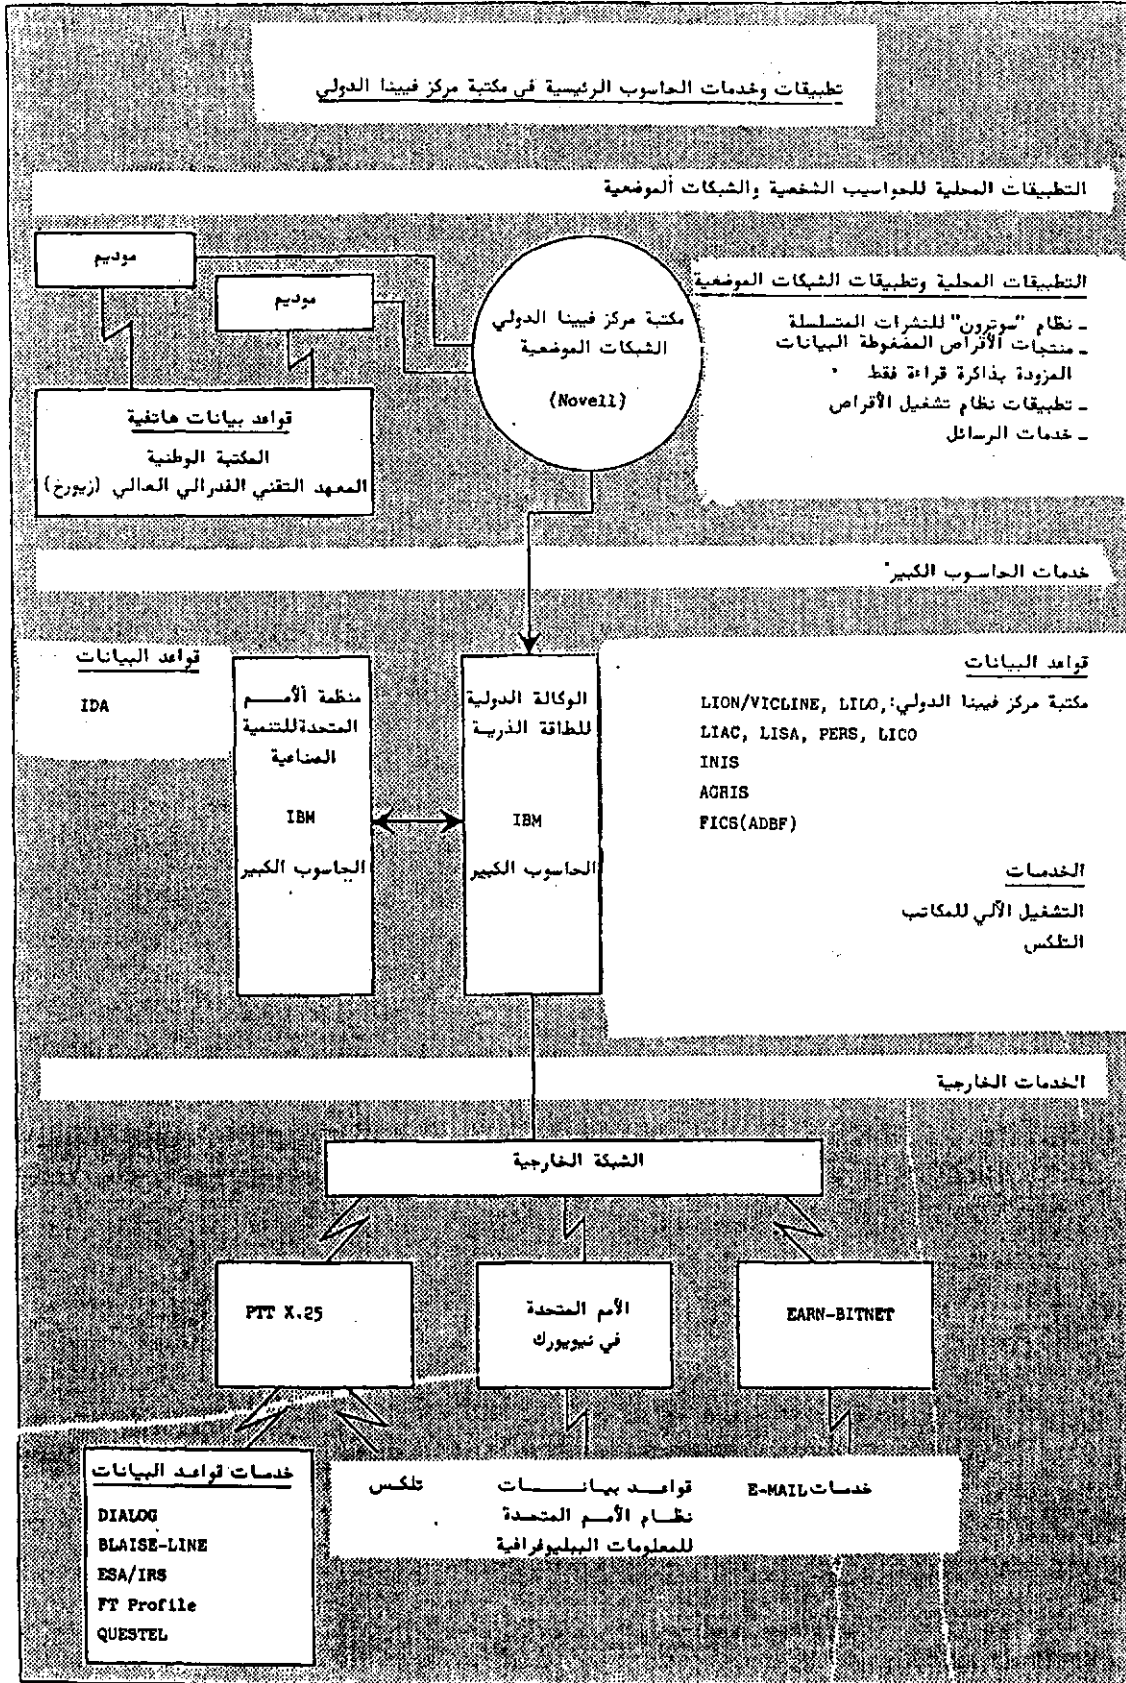 تطبيقات وخدمات الحاسوب الرئيسية في مكتبة مركز فيينا الدولي
التطبيقات المحلية للحواسيب الشخصية والشبكات الموضعية
موديم
موديم
مكتبة مركز فيينا الدولي
الشبكات الموضعية
(Novell)
التطبيقات المحلية وتطبيقات الشبكات الموضعية
ـ نظام "سوترون" للنشرات المتسلسلة
ـ منتجات الأقراص المضغوطة البيانات
المزودة بذاكرة قراءة فقط
ـ تطبيقات نظام تشغيل الأقراص
ـ خدمات الرسائل
قواعد بيانات هاتفية
المكتبة الوطنية
المعهد التقني الفدرالي العالي (زيورخ)
خدمات الحاسوب الكبير
قواعد البيانات
مكتبة مركز فيينا الدولي: LION/VICLINE, LILO,
LIAC, LISA, PERS, LICO
INIS
AGRIS
FICS(ADBF)
الخدمات
التشغيل الآلي للمكاتب
التلكس
الوكالة الدولية
للطاقة الذرية
IBM
الحاسوب الكبير
منظمة الأمم
المتحدة للتنمية
الصناعية
IBM
الحاسوب الكبير
قواعد البيانات
IDA
الخدمات الخارجية
الشبكة الخارجية
PTT X.25
الأمم المتحدة
في نيويورك
EARN-BITNET
خدمات قواعد البيانات
DIALOG
BLAISE-LINE
ESA/IRS
FT Profile
QUESTEL
تلكس
قواعد بيانات
نظام الأمم المتحدة
للمعلومات الببليوغرافية
خدمات E-MAIL